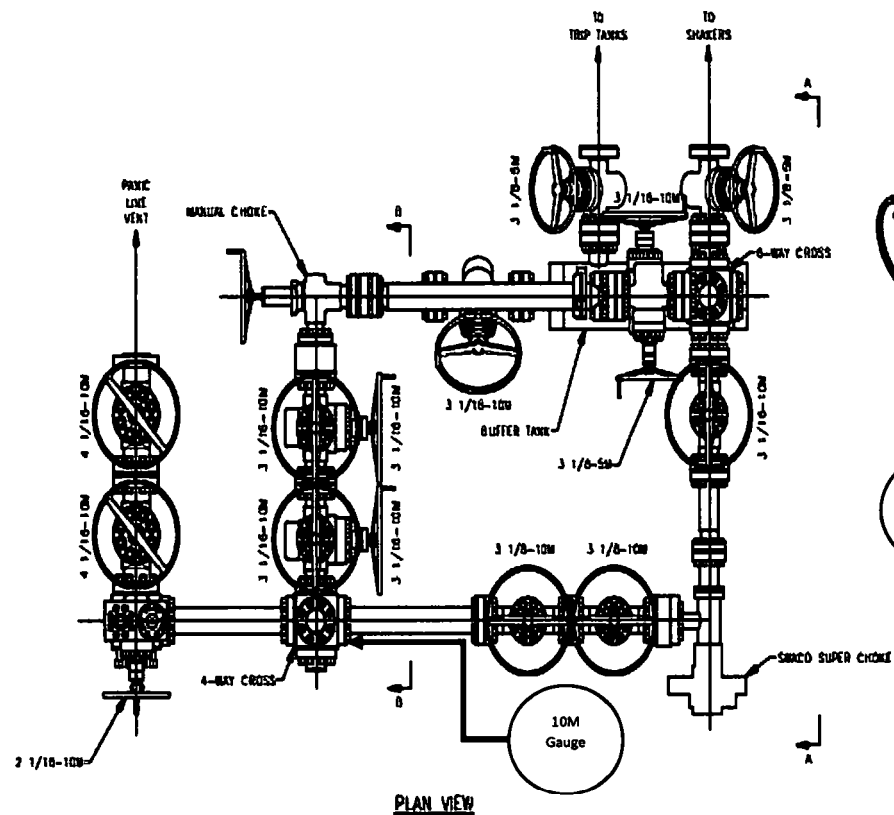 TO
TRIP TANKS
TO
SHAKERS
A
PANIC
LINE
VENT
MANUAL CHOKE
B
3 1/8-5M
3 1/16-10M
3 1/8-5M
6-WAY CROSS
3 1/16-10M
BUFFER TANK
3 1/8-5M
3 1/16-10M
4 1/16-10M
3 1/16-10M
3 1/16-10M
4 1/16-10M
3 1/16-10M
3 1/16-10M
3 1/8-10M
3 1/8-10M
4-WAY CROSS
B
SWACO SUPER CHOKE
10M
Gauge
A
2 1/16-10M
PLAN VIEW